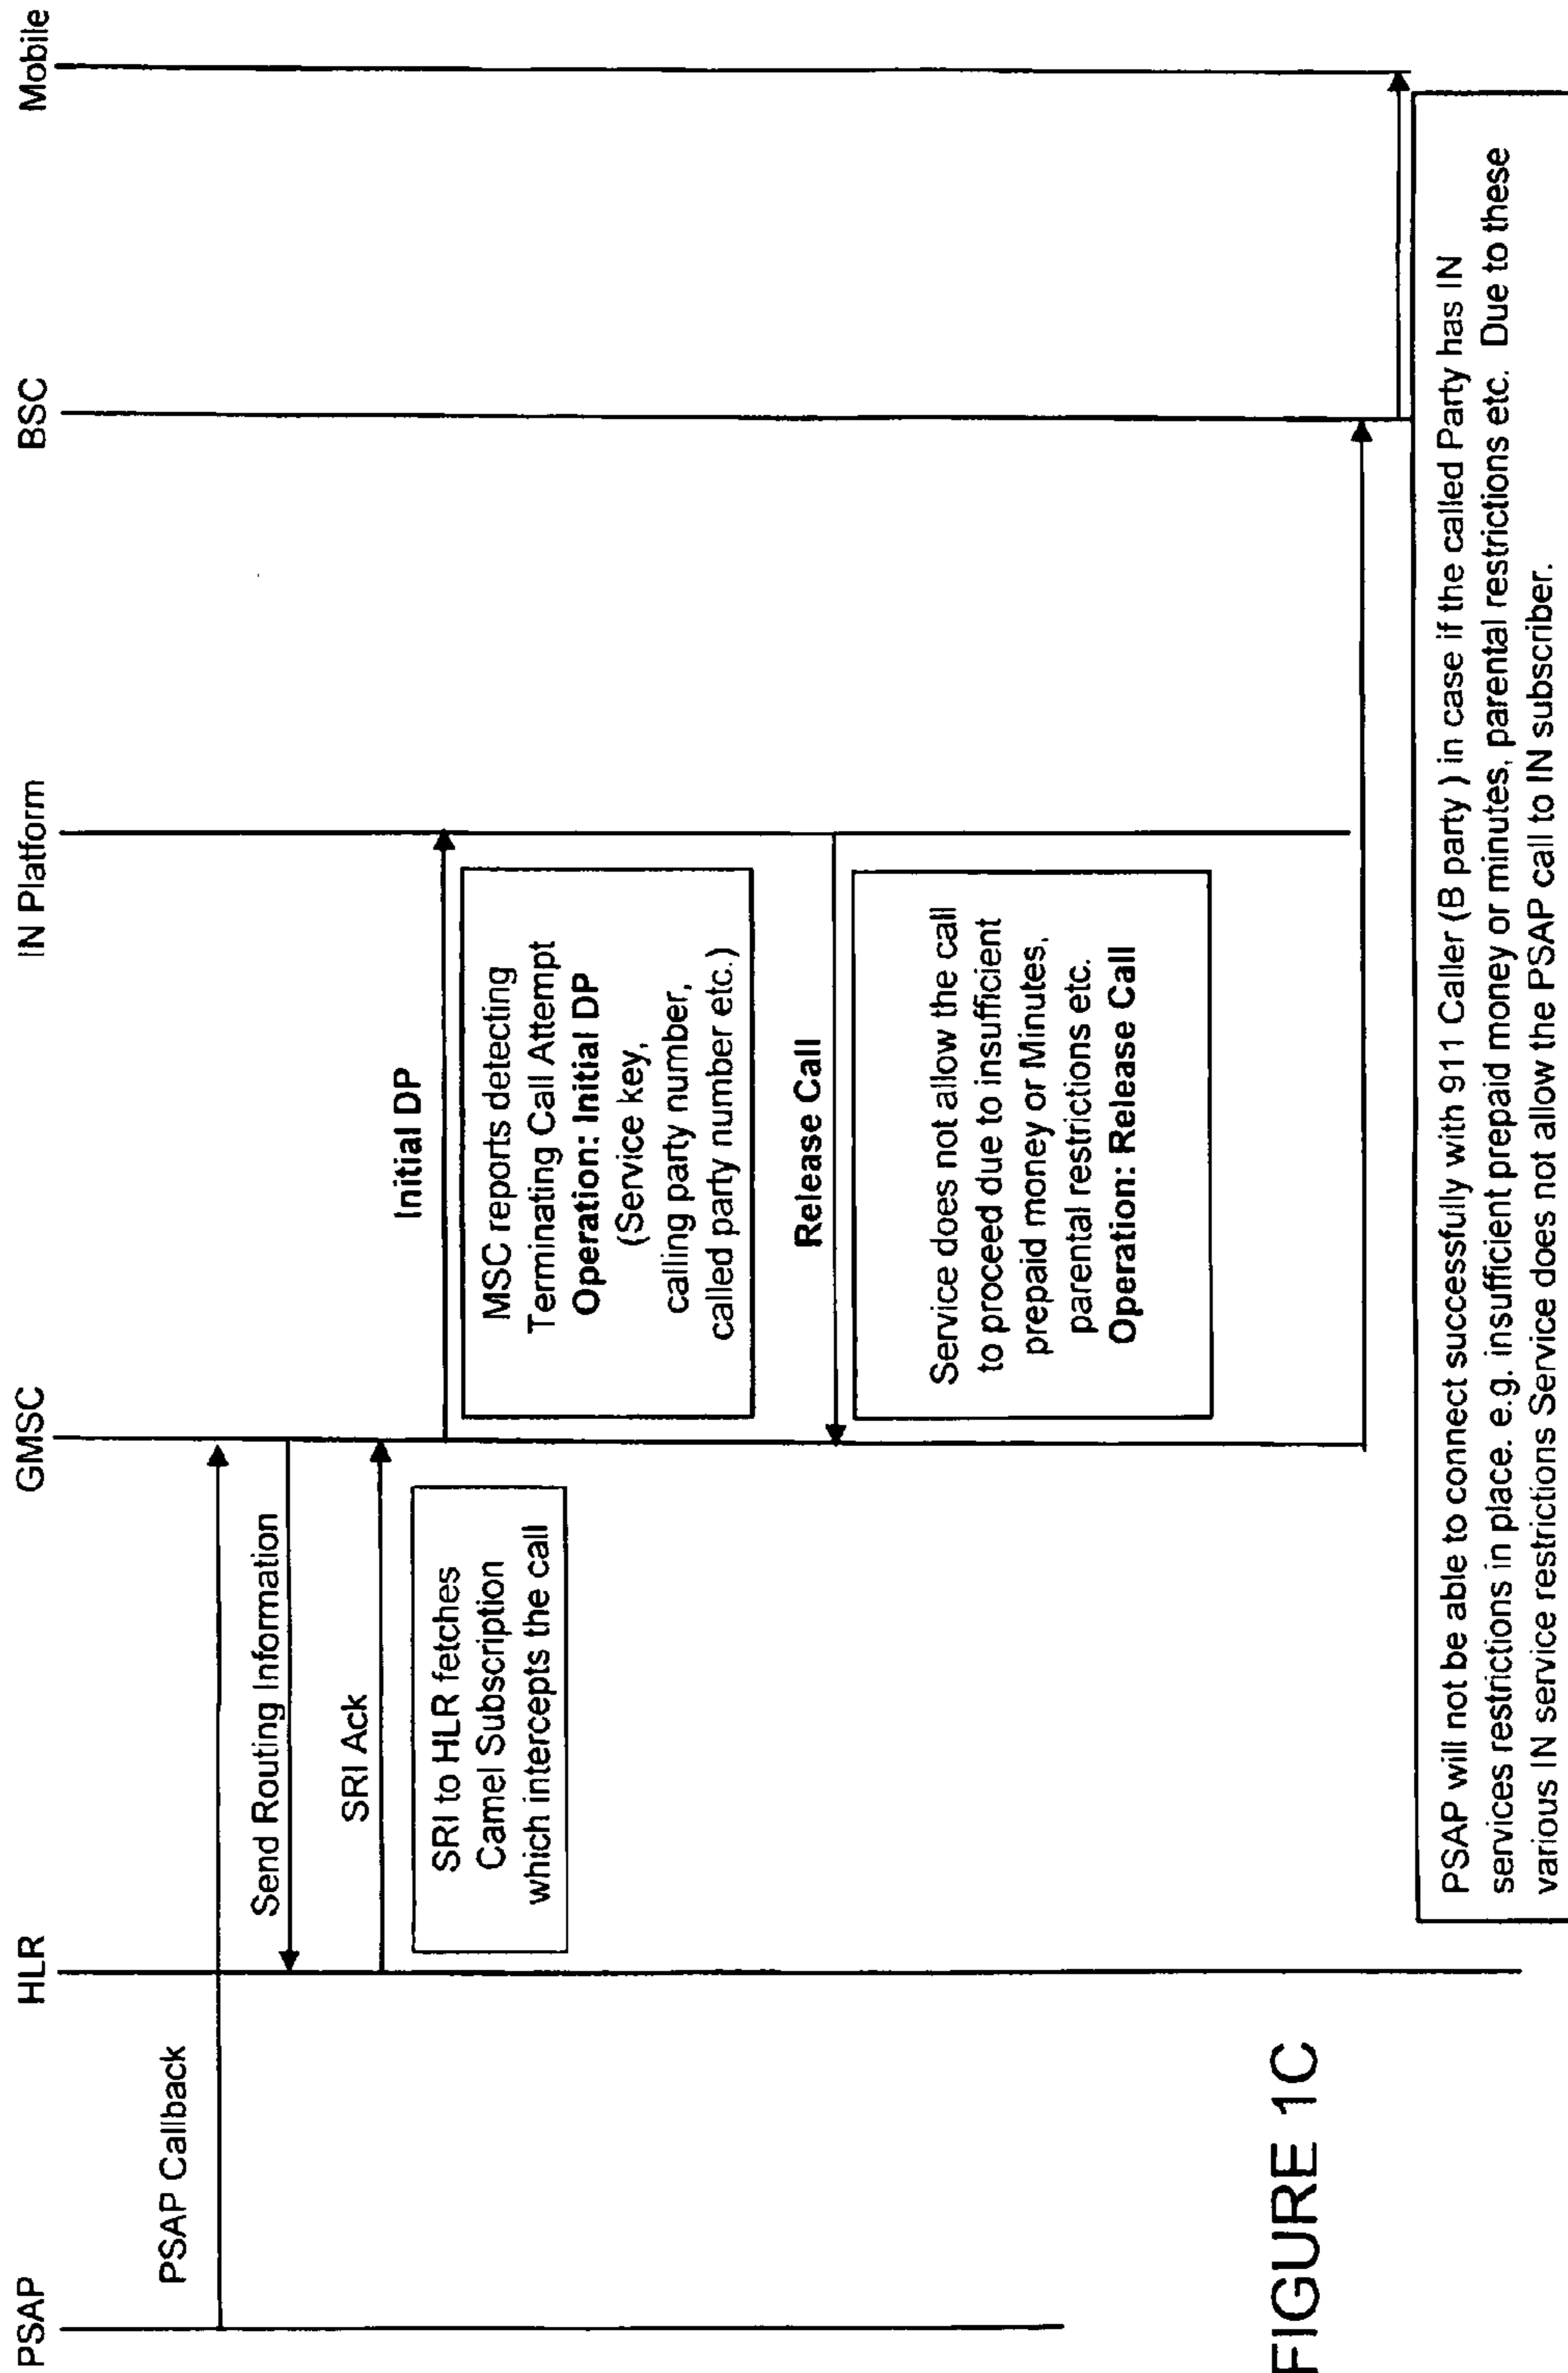 PSAP
HLR
GMSC
IN Platform
BSC
Mobile
PSAP Callback
Send Routing Information
SRI Ack
SRI to HLR fetches
Camel Subscription
which intercepts the call
Initial DP
MSC reports detecting
Terminating Call Attempt
Operation: Initial DP
(Service key,
calling party number,
called party number etc.)
Release Call
Service does not allow the call
to proceed due to insufficient
prepaid money or Minutes,
parental restrictions etc.
Operation: Release Call
PSAP will not be able to connect successfully with 911 Caller (B party ) in case if the called Party has IN
services restrictions in place. e.g. insufficient prepaid money or minutes, parental restrictions etc. Due to these
various IN service restrictions Service does not allow the PSAP call to IN subscriber.
FIGURE 1C